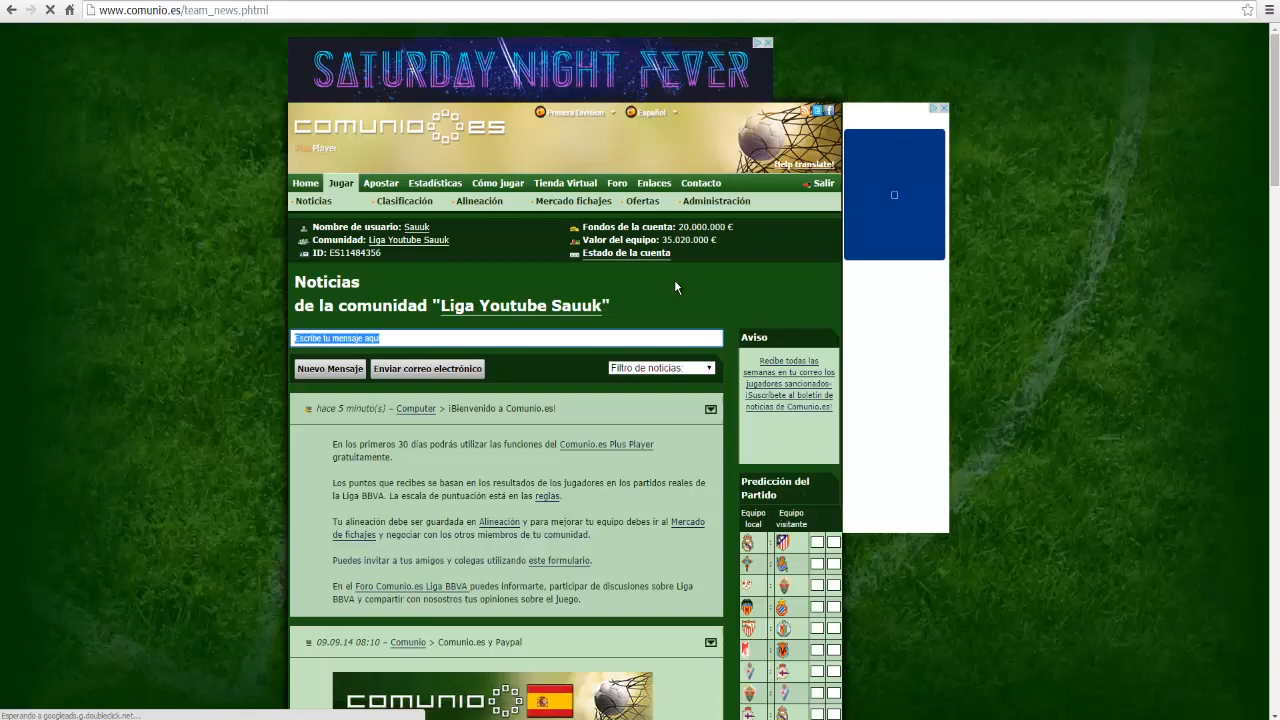 www.comunio.es/team_news.phtml
SATURDAY NIGHT FEVER
comunio es
Primera Division
Español
PlusPlayer
Help translate!
Home Jugar Apostar Estadísticas Cómo jugar Tienda Virtual Foro Enlaces Contacto Salir
Noticias Clasificación Alineación Mercado fichajes Ofertas Administración
Nombre de usuario: Sauuk
Comunidad: Liga Youtube Sauuk
ID: ES11484356
Fondos de la cuenta: 20.000.000 €
Valor del equipo: 35.020.000 €
Estado de la cuenta
Noticias
de la comunidad "Liga Youtube Sauuk"
Escribe tu mensaje aquí
Nuevo Mensaje Enviar correo electrónico Filtro de noticias:
hace 5 minuto(s) – Computer > ¡Bienvenido a Comunio.es!
En los primeros 30 días podrás utilizar las funciones del Comunio.es Plus Player
gratuitamente.
Los puntos que recibes se basan en los resultados de los jugadores en los partidos reales de
la Liga BBVA. La escala de puntuación está en las reglas.
Tu alineación debe ser guardada en Alineación y para mejorar tu equipo debes ir al Mercado
de fichajes y negociar con los otros miembros de tu comunidad.
Puedes invitar a tus amigos y colegas utilizando este formulario.
En el Foro Comunio.es Liga BBVA puedes informarte, participar de discusiones sobre Liga
BBVA y compartir con nosostros tus opiniones sobre el juego.
09.09.14 08:10 – Comunio > Comunio.es y Paypal
comunio es
Aviso
Recibe todas las
semanas en tu correo los
jugadores sancionados-
¡Suscribete al boletín de
noticias de Comunio.es!
Predicción del
Partido
Equipo local
Equipo visitante
Esperando a googleads.g.doubleclick.net...